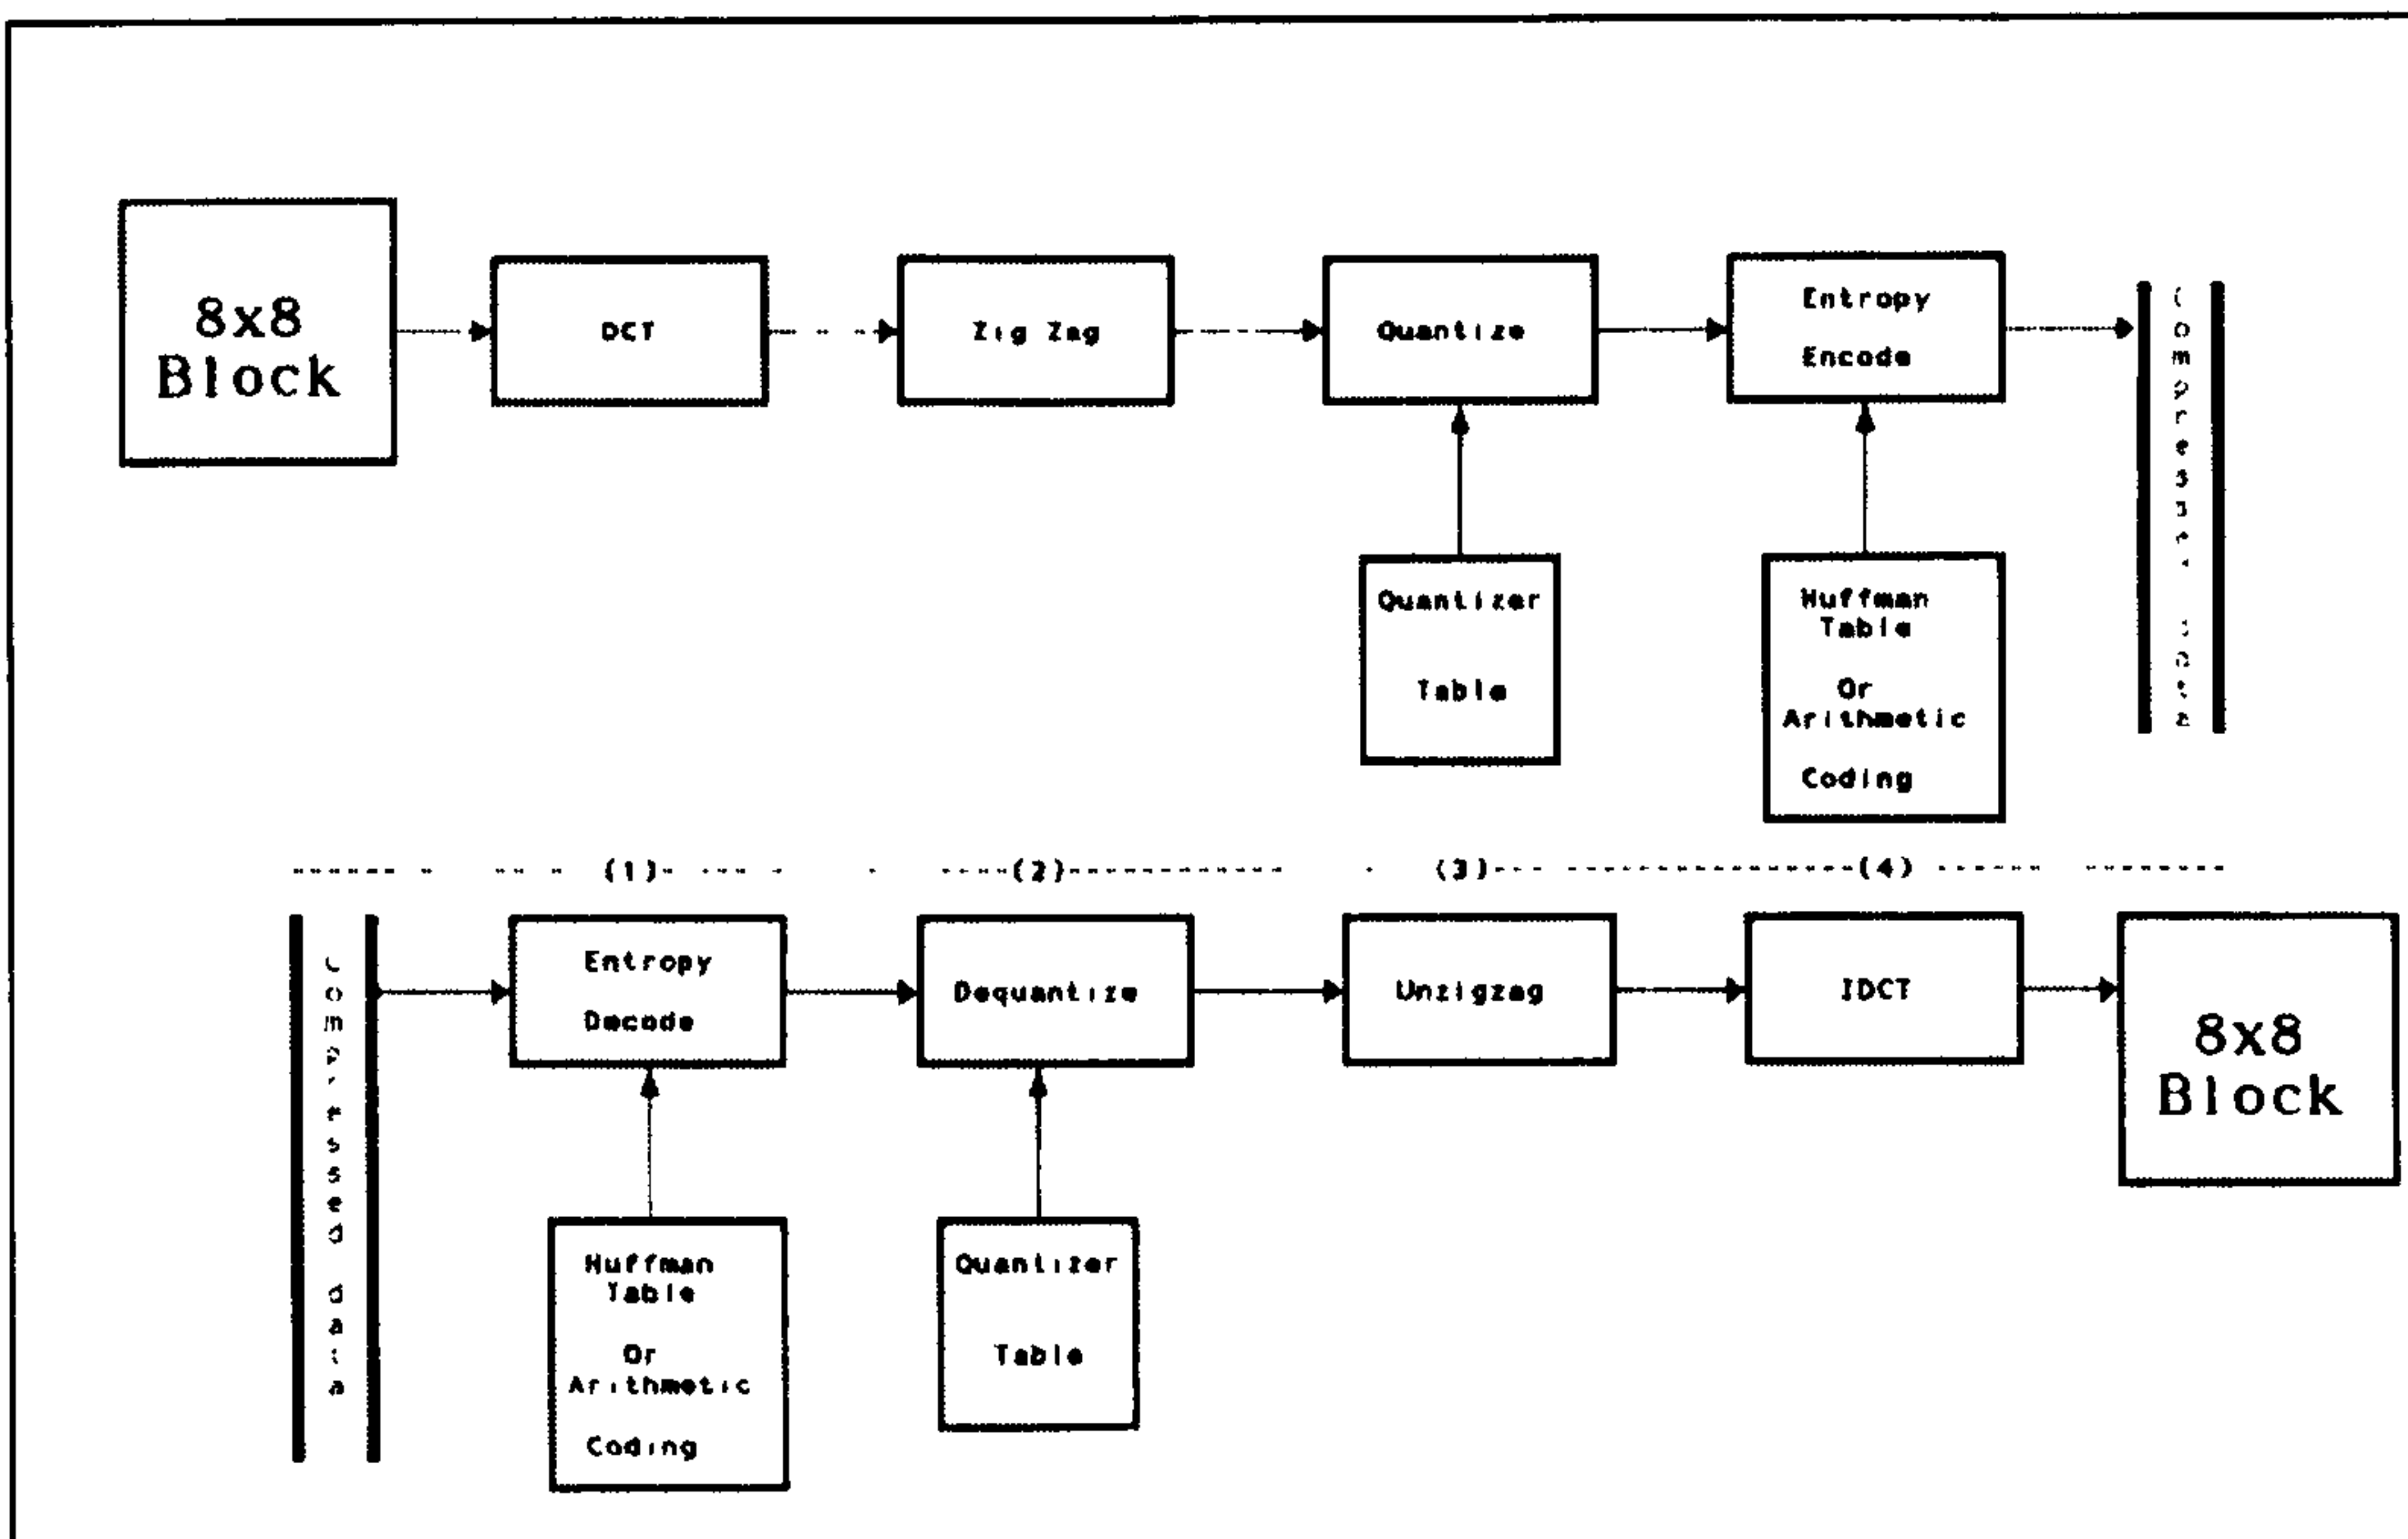 8x8
Block
DCT
Zig Zag
Quantize
Entropy
Encode
Quantizer
Table
Huffman
Table
Or
Arithmetic
Coding
(1)
(2)
(3)
(4)
Compressed data
Entropy
Decode
Dequantize
Unzigzag
IDCT
8x8
Block
Huffman
Table
Or
Arithmetic
Coding
Quantizer
Table